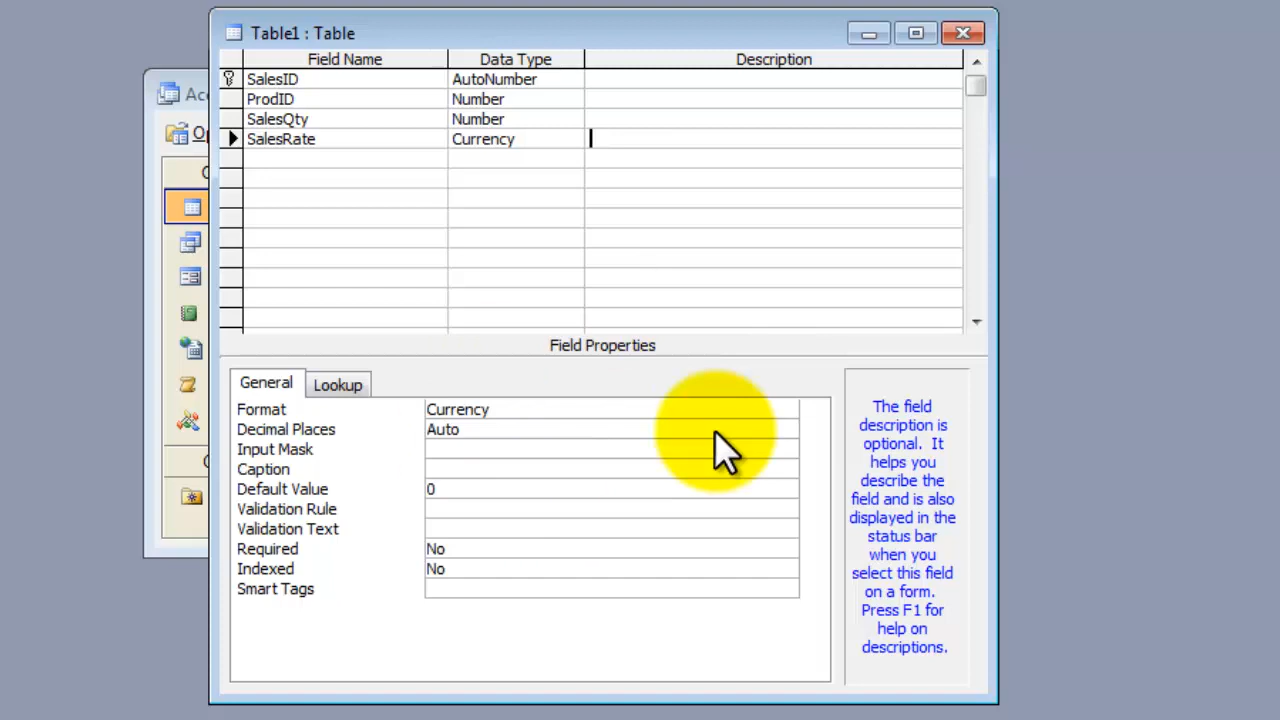 Table1 : Table
Field Name Data Type Description
SalesID AutoNumber
ProdID Number
SalesQty Number
SalesRate Currency
Field Properties
General Lookup
Format Currency
Decimal Places Auto
Input Mask
Caption
Default Value 0
Validation Rule
Validation Text
Required No
Indexed No
Smart Tags
The field
description is
optional. It
helps you
describe the
field and is also
displayed in the
status bar
when you
select this field
on a form.
Press F1 for
help on
descriptions.